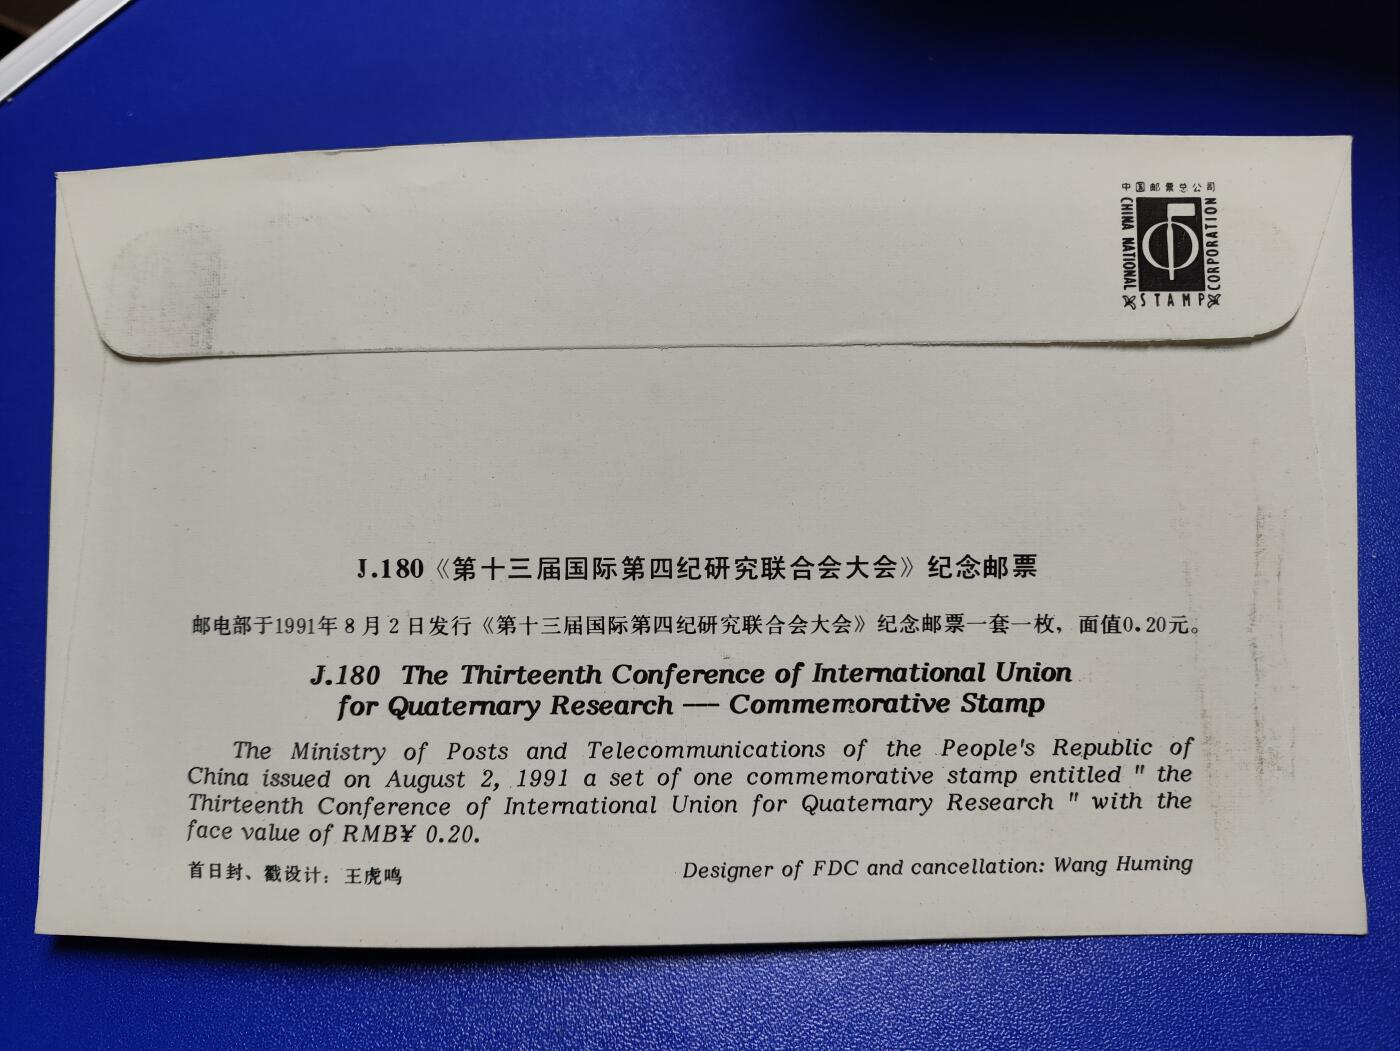 中国邮票总公司
CHINA NATIONAL
STAMP
CORPORATION
J.180《第十三届国际第四纪研究联合会大会》纪念邮票
邮电部于1991年8月2日发行《第十三届国际第四纪研究联合会大会》纪念邮票一套一枚，面值0.20元。
J.180 The Thirteenth Conference of International Union
for Quaternary Research — Commemorative Stamp
The Ministry of Posts and Telecommunications of the People's Republic of
China issued on August 2, 1991 a set of one commemorative stamp entitled " the
Thirteenth Conference of International Union for Quaternary Research " with the
face value of RMB¥ 0.20.
首日封、戳设计：王虎鸣
Designer of FDC and cancellation: Wang Huming